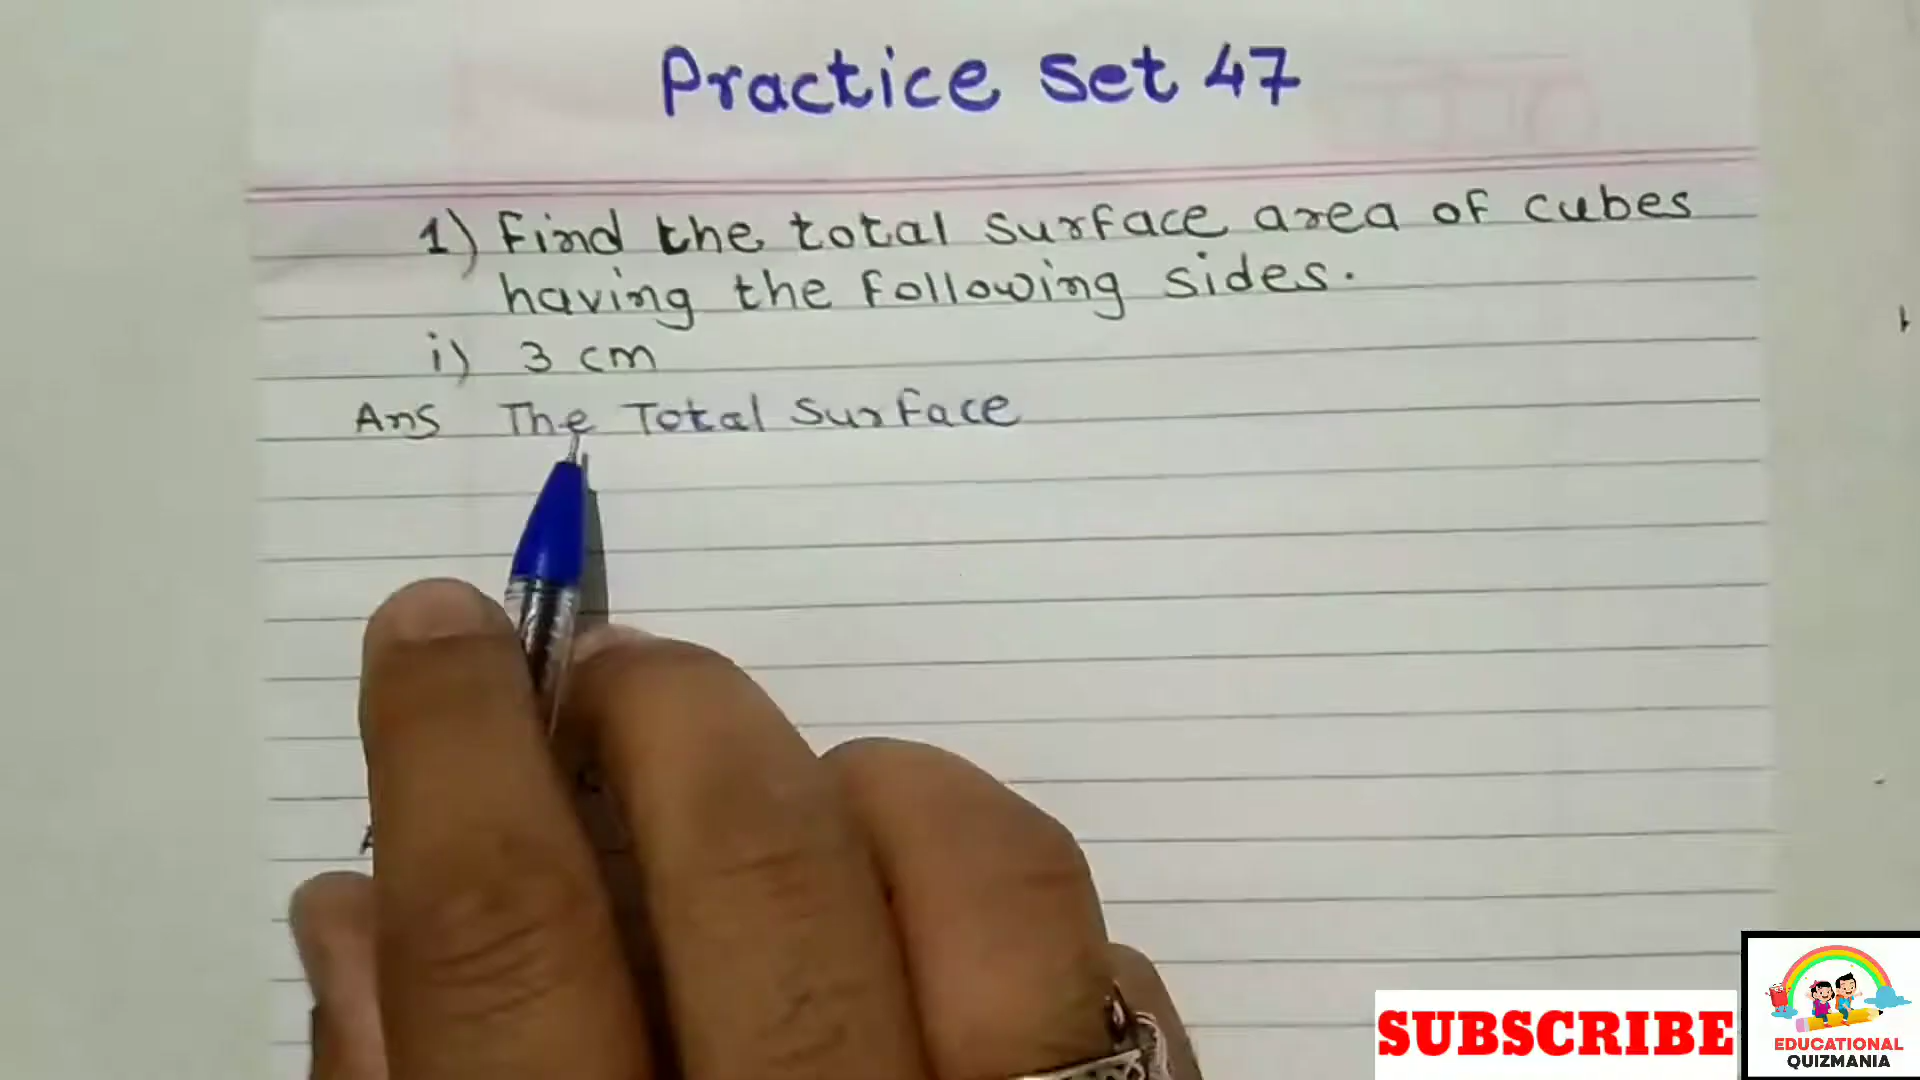 Practice Set 47
1) Find the total surface area of cubes
having the following sides.
i) 3 cm
Ans The Total Surface
SUBSCRIBE
EDUCATIONAL
QUIZMANIA